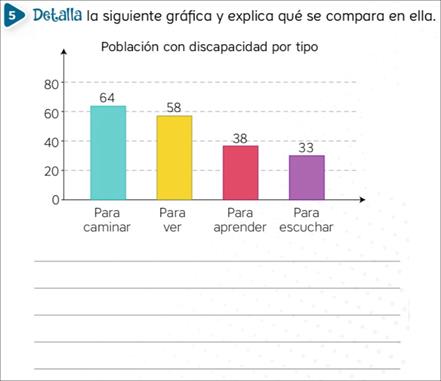 5 Detalla la siguiente gráfica y explica qué se compara en ella.
Población con discapacidad por tipo
80
60
40
20
0
64
58
38
33
Para caminar
Para ver
Para aprender
Para escuchar